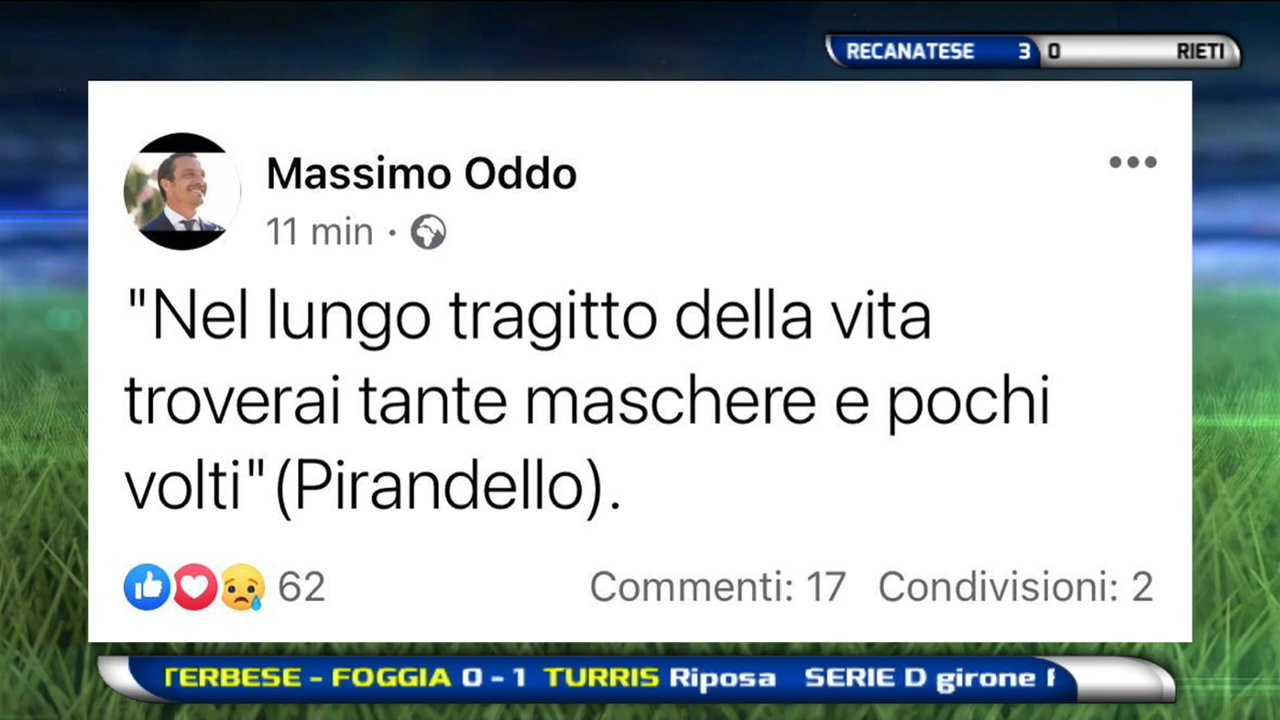 RECANATESE 3 0 RIETI
Massimo Oddo
11 min ·
"Nel lungo tragitto della vita
troverai tante maschere e pochi
volti"(Pirandello).
62 Commenti: 17 Condivisioni: 2
TERBESE - FOGGIA 0 - 1 TURRIS Riposa SERIE D girone